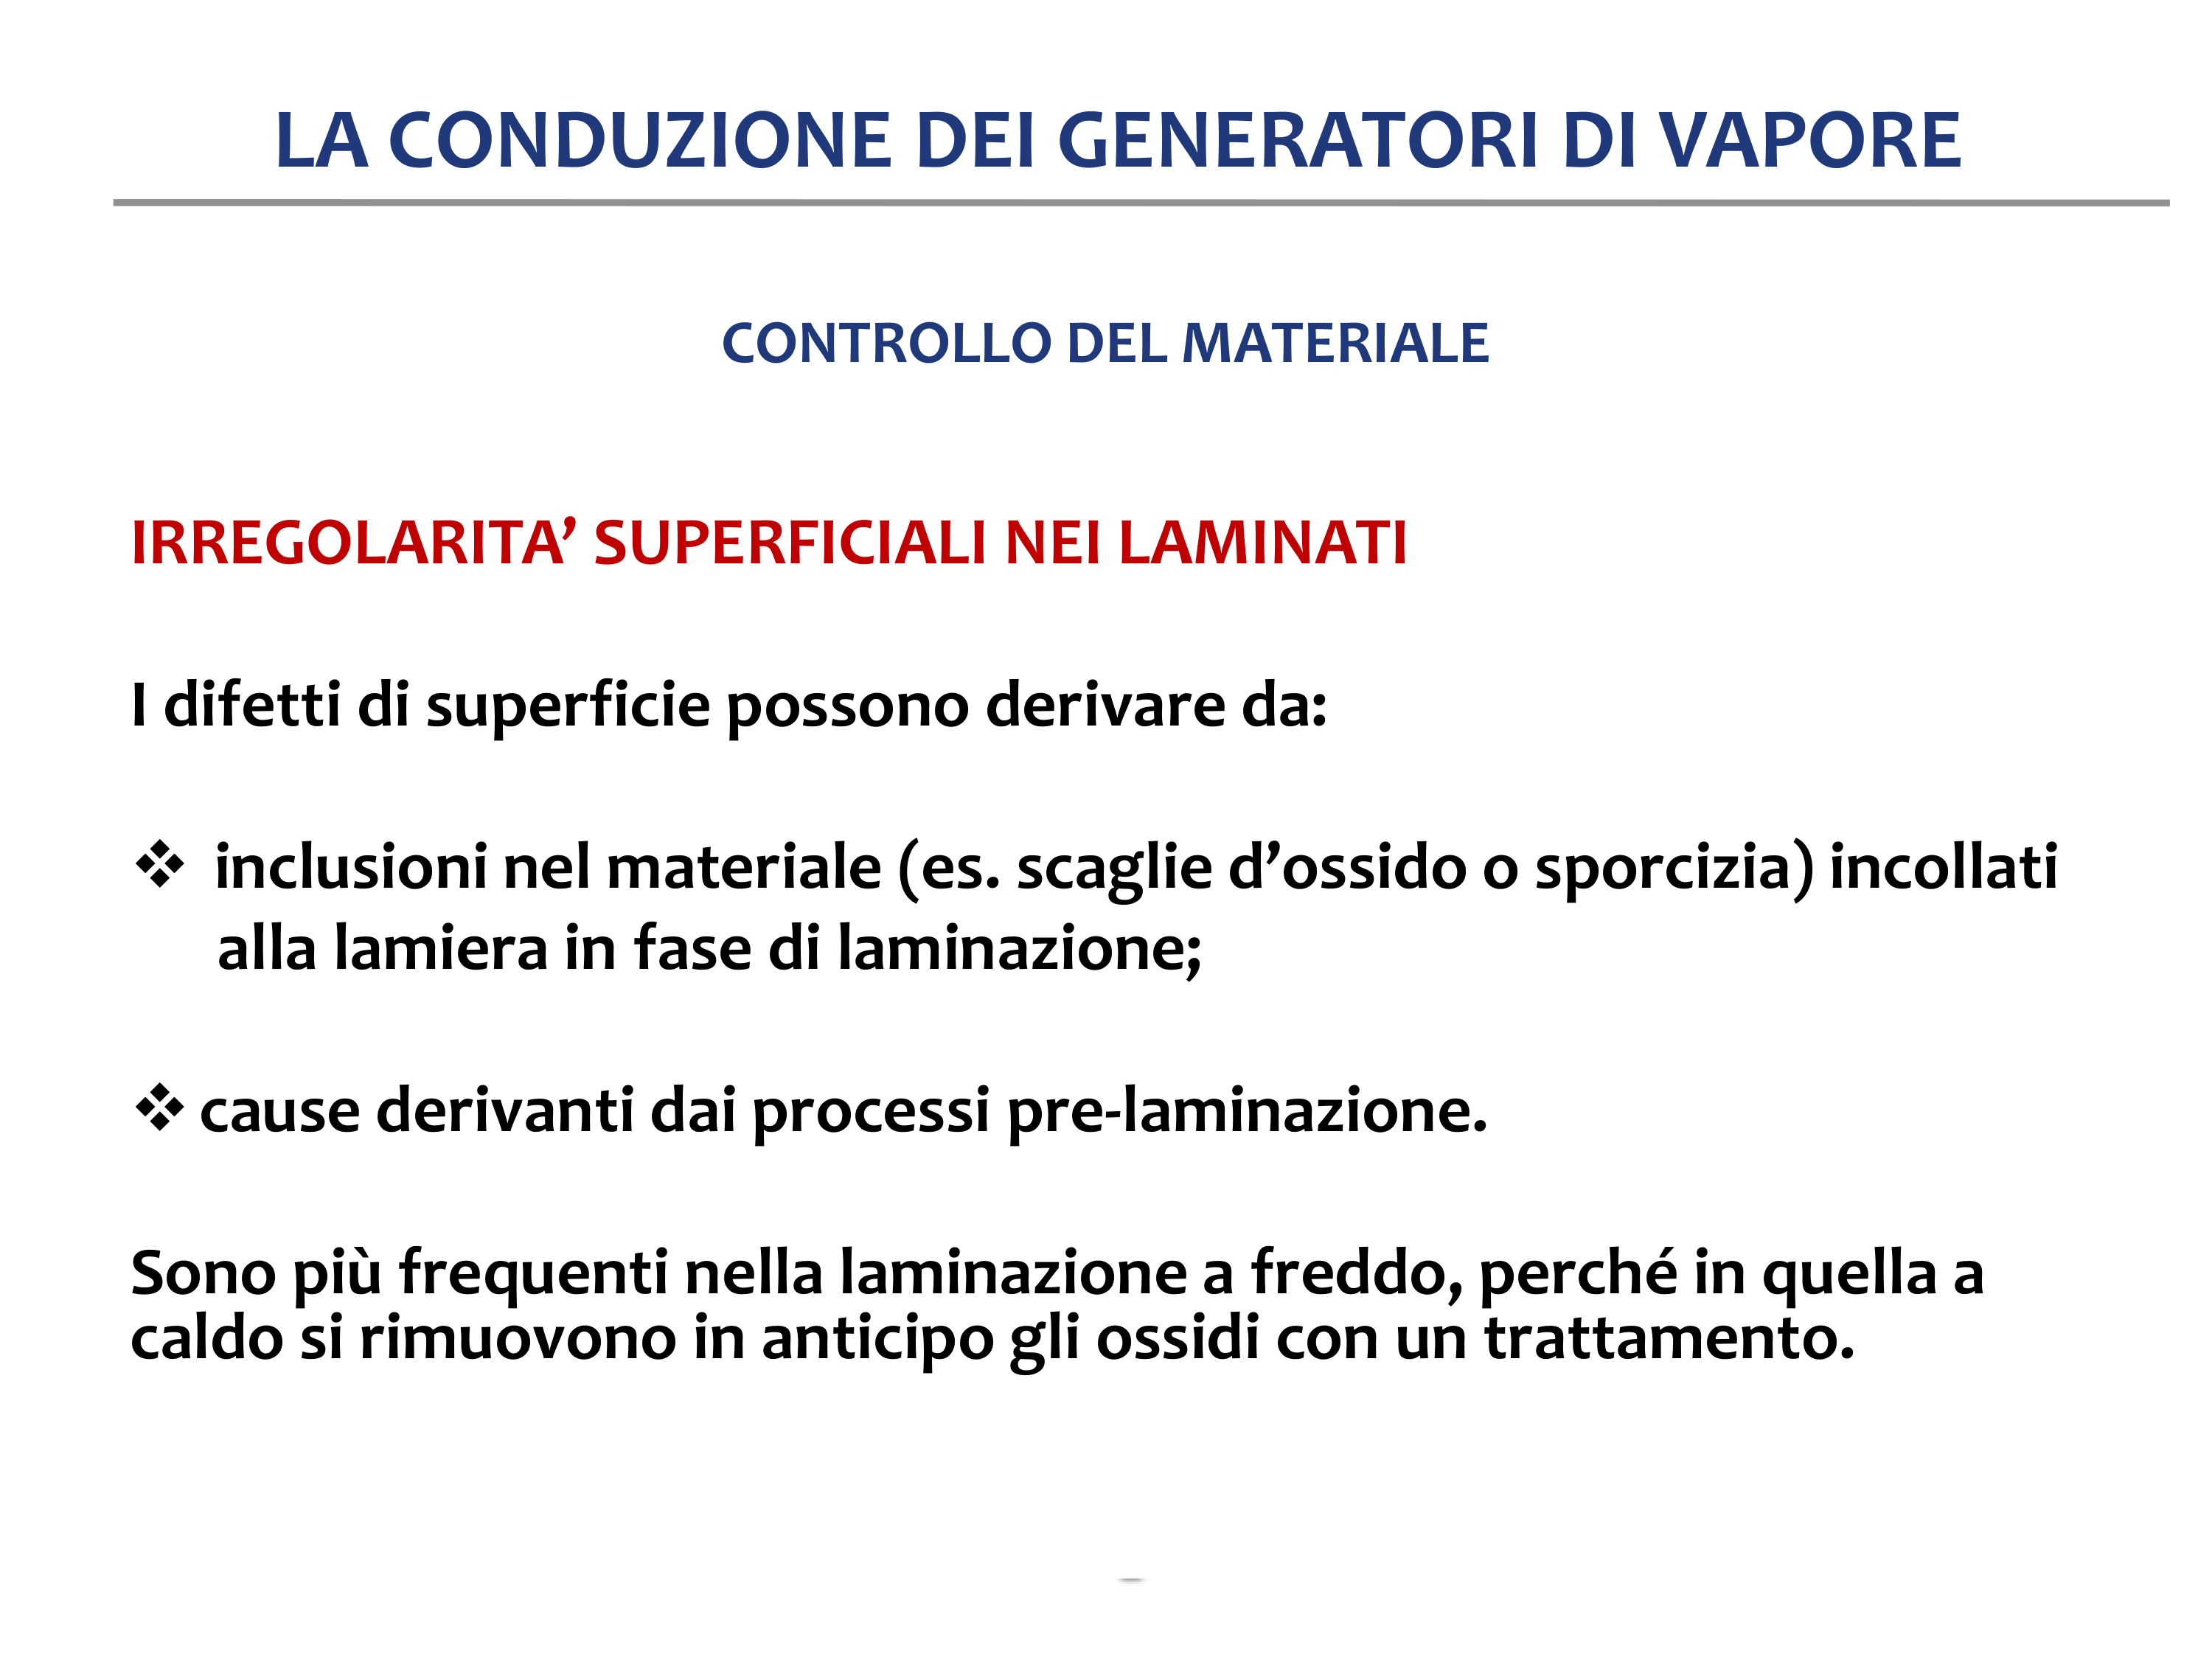 LA CONDUZIONE DEI GENERATORI DI VAPORE
CONTROLLO DEL MATERIALE
IRREGOLARITA’ SUPERFICIALI NEI LAMINATI
I difetti di superficie possono derivare da:
❖ inclusioni nel materiale (es. scaglie d’ossido o sporcizia) incollati
alla lamiera in fase di laminazione;
❖ cause derivanti dai processi pre-laminazione.
Sono più frequenti nella laminazione a freddo, perché in quella a
caldo si rimuovono in anticipo gli ossidi con un trattamento.